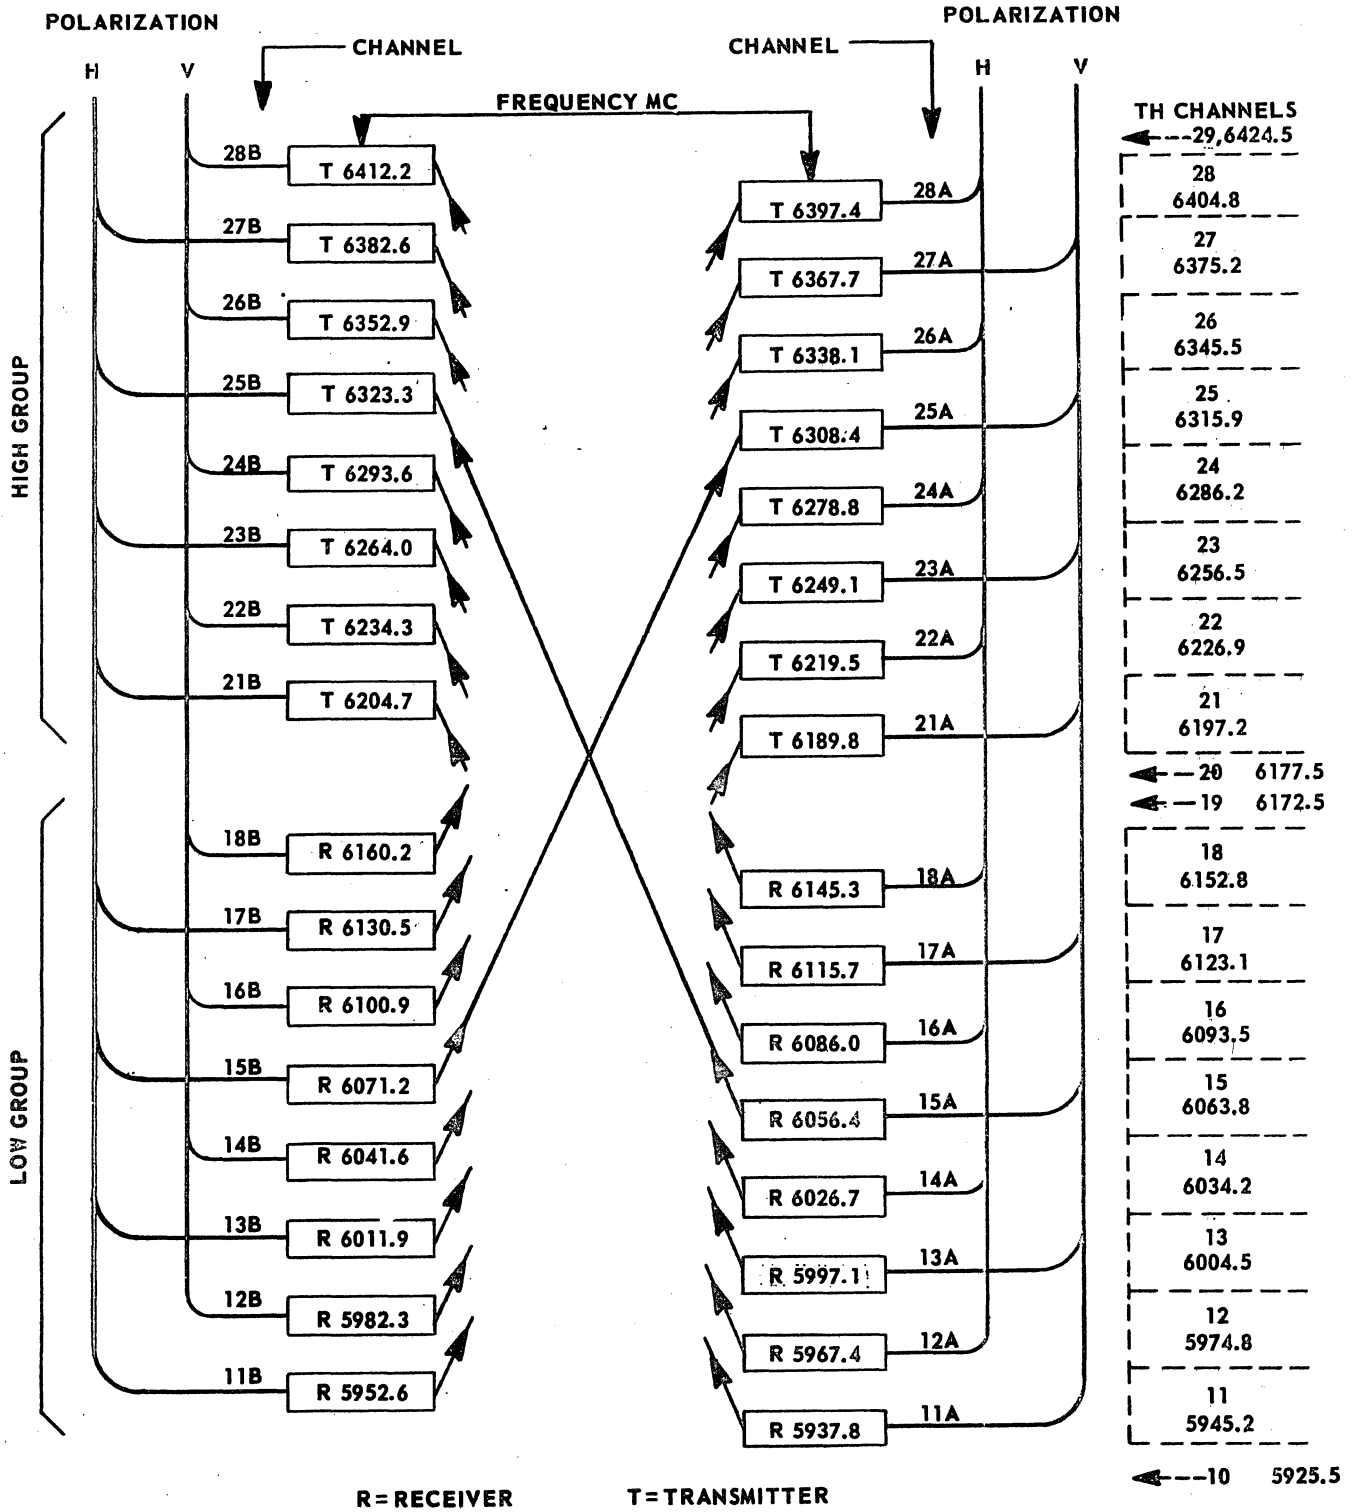 POLARIZATION
H
V
CHANNEL
FREQUENCY MC
CHANNEL
POLARIZATION
H
V
TH CHANNELS
HIGH GROUP
28B
T 6412.2
27B
T 6382.6
26B
T 6352.9
25B
T 6323.3
24B
T 6293.6
23B
T 6264.0
22B
T 6234.3
21B
T 6204.7
LOW GROUP
18B
R 6160.2
17B
R 6130.5
16B
R 6100.9
15B
R 6071.2
14B
R 6041.6
13B
R 6011.9
12B
R 5982.3
11B
R 5952.6
T 6397.4
28A
T 6367.7
27A
T 6338.1
26A
T 6308.4
25A
T 6278.8
24A
T 6249.1
23A
T 6219.5
22A
T 6189.8
21A
R 6145.3
18A
R 6115.7
17A
R 6086.0
16A
R 6056.4
15A
R 6026.7
14A
R 5997.1
13A
R 5967.4
12A
R 5937.8
11A
29,6424.5
28
6404.8
27
6375.2
26
6345.5
25
6315.9
24
6286.2
23
6256.5
22
6226.9
21
6197.2
20 6177.5
19 6172.5
18
6152.8
17
6123.1
16
6093.5
15
6063.8
14
6034.2
13
6004.5
12
5974.8
11
5945.2
10 5925.5
R=RECEIVER
T=TRANSMITTER